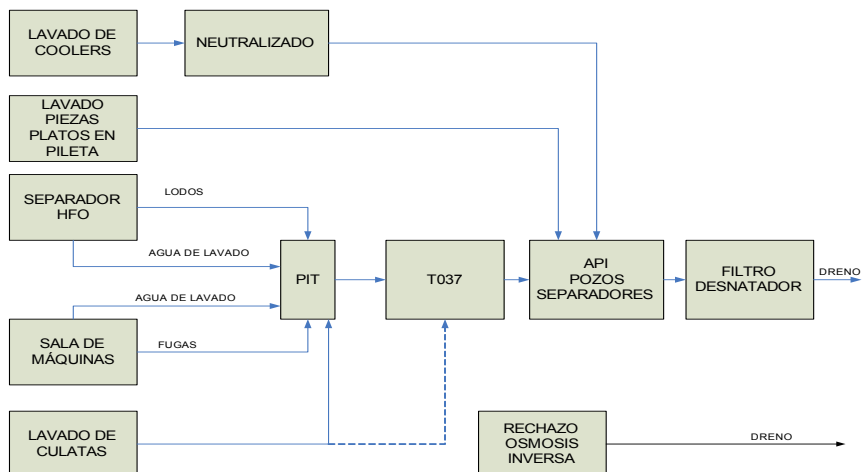 LAVADO DE
COOLERS
NEUTRALIZADO
LAVADO
PIEZAS
PLATOS EN
PILETA
SEPARADOR
HFO
LODOS
AGUA DE LAVADO
AGUA DE LAVADO
SALA DE
MÁQUINAS
FUGAS
PIT
T037
API
POZOS
SEPARADORES
FILTRO
DESNATADOR
DRENO
LAVADO DE
CULATAS
RECHAZO
OSMOSIS
INVERSA
DRENO